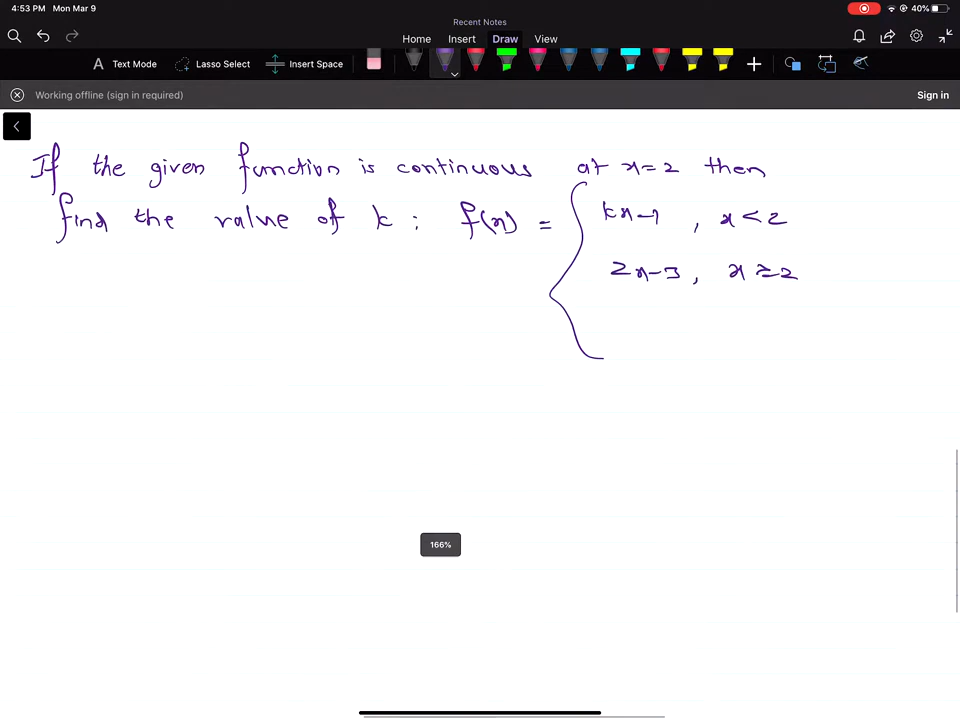 4:53 PM Mon Mar 9
40%
Recent Notes
Home Insert Draw View
Text Mode Lasso Select Insert Space
Working offline (sign in required) Sign in
If the given function is continuous at x=2 then
find the value of k : f(x) = kx-1 , x < 2
2x-3 , x ≥ 2
166%